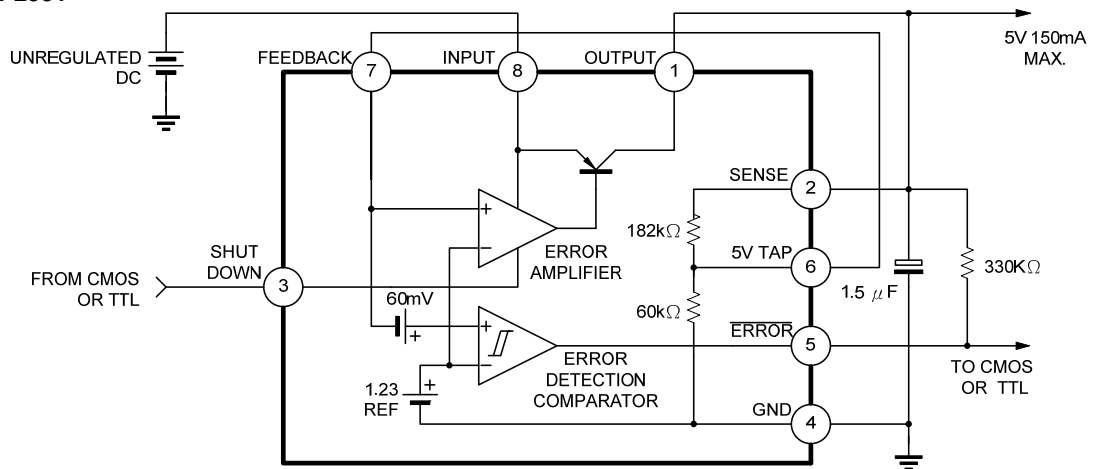 5V 150mA
MAX.
UNREGULATED
DC
FEEDBACK
7
INPUT
8
OUTPUT
1
SENSE
2
182kΩ
5V TAP
6
60kΩ
330KΩ
1.5 μF
+
−
ERROR
AMPLIFIER
SHUT
DOWN
3
FROM CMOS
OR TTL
60mV
+
+
−
ERROR
DETECTION
COMPARATOR
ERROR
5
TO CMOS
OR TTL
1.23
REF
+
GND
4